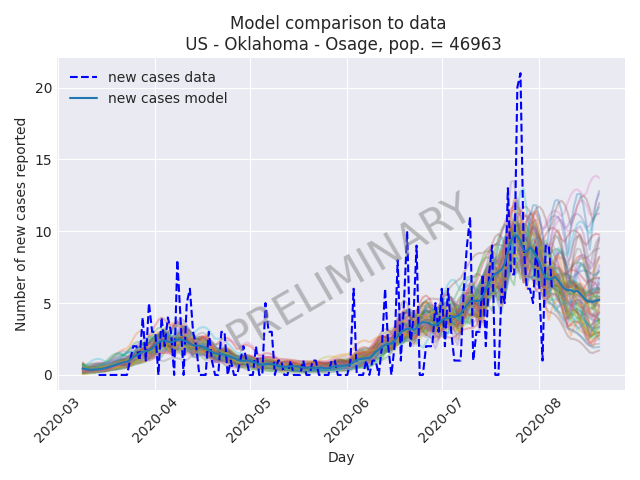 Model comparison to data
US - Oklahoma - Osage, pop. = 46963
new cases data
new cases model
PRELIMINARY
Number of new cases reported
20
15
10
5
0
2020-03
2020-04
2020-05
2020-06
2020-07
2020-08
Day